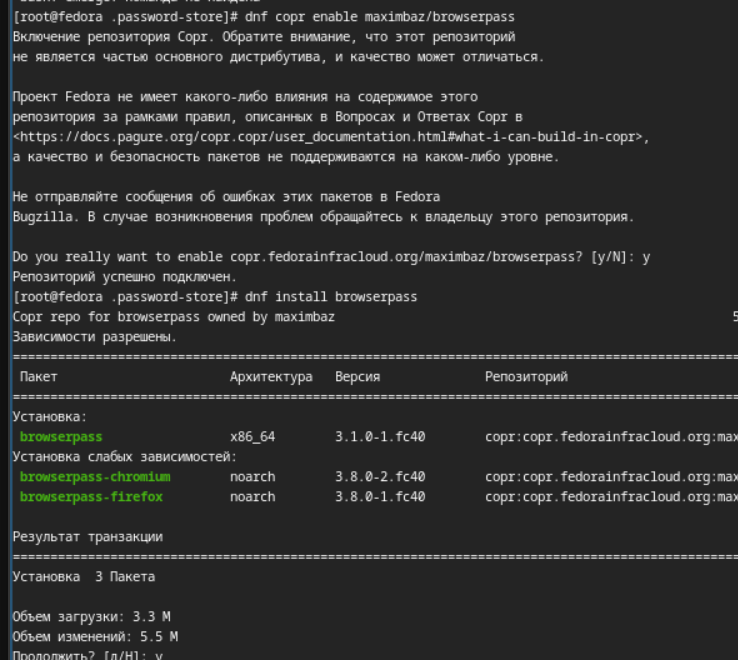 [root@fedora .password-store]# dnf copr enable maximbaz/browserpass
Включение репозитория Copr. Обратите внимание, что этот репозиторий
не является частью основного дистрибутива, и качество может отличаться.
Проект Fedora не имеет какого-либо влияния на содержимое этого
репозитория за рамками правил, описанных в Вопросах и Ответах Copr в
<https://docs.pagure.org/copr.copr/user_documentation.html#what-i-can-build-in-copr>,
а качество и безопасность пакетов не поддерживаются на каком-либо уровне.
Не отправляйте сообщения об ошибках этих пакетов в Fedora
Bugzilla. В случае возникновения проблем обращайтесь к владельцу этого репозитория.
Do you really want to enable copr.fedorainfracloud.org/maximbaz/browserpass? [y/N]: y
Репозиторий успешно подключен.
[root@fedora .password-store]# dnf install browserpass
Copr repo for browserpass owned by maximbaz 5
Зависимости разрешены.
Пакет Архитектура Версия Репозиторий
Установка:
browserpass x86_64 3.1.0-1.fc40 copr:copr.fedorainfracloud.org:max
Установка слабых зависимостей:
browserpass-chromium noarch 3.8.0-2.fc40 copr:copr.fedorainfracloud.org:max
browserpass-firefox noarch 3.8.0-1.fc40 copr:copr.fedorainfracloud.org:max
Результат транзакции
Установка 3 Пакета
Объем загрузки: 3.3 M
Объем изменений: 5.5 M
Продолжить? [д/Н]: y